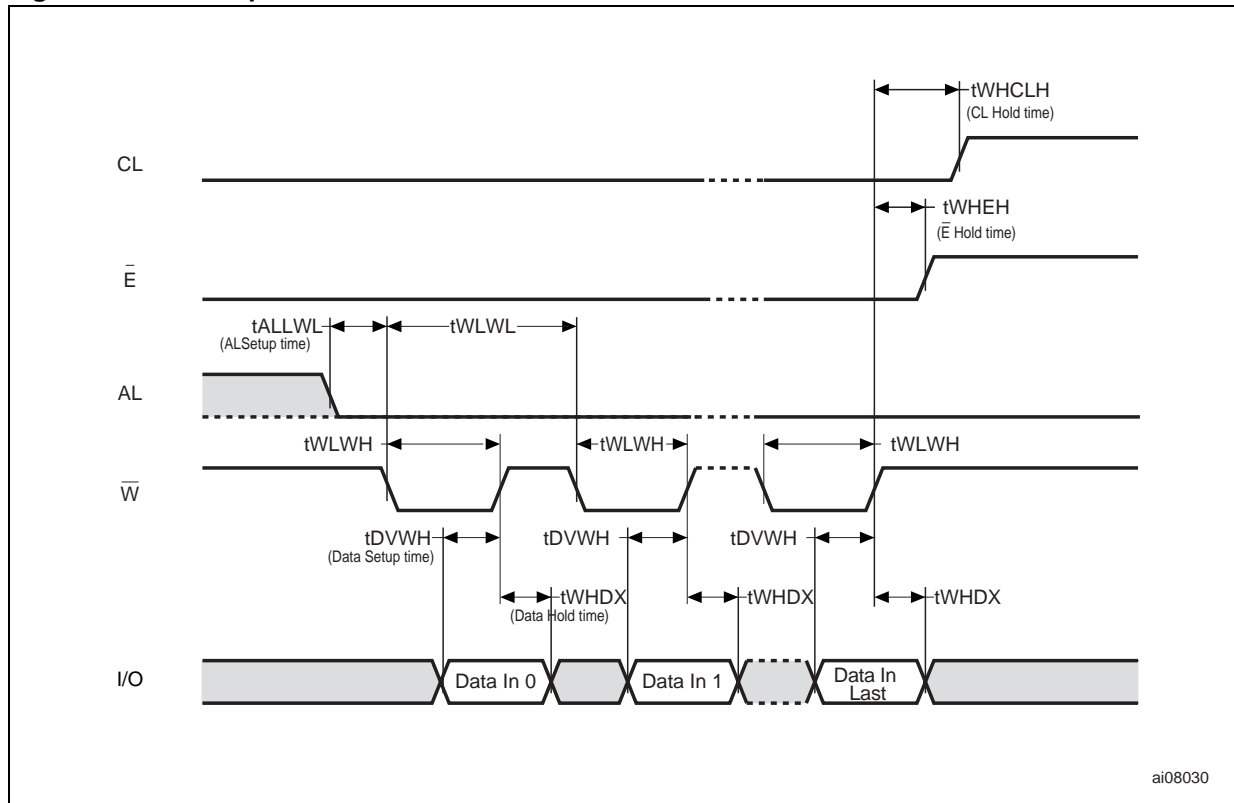 tWHCLH
(CL Hold time)
CL
tWHEH
(E̅ Hold time)
E̅
tALLWL
(ALSetup time)
tWLWL
AL
tWLWH
tWLWH
tWLWH
W̅
tDVWH
(Data Setup time)
tDVWH
tDVWH
tWHDX
(Data Hold time)
tWHDX
tWHDX
I/O
Data In 0
Data In 1
Data In
Last
ai08030